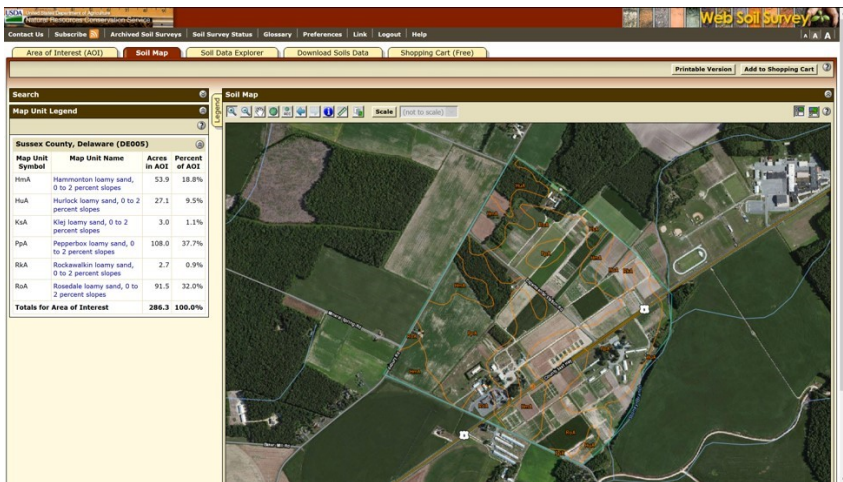 USDA United States Department of Agriculture
Natural Resources Conservation Service
Web Soil Survey
Contact Us | Subscribe | Archived Soil Surveys | Soil Survey Status | Glossary | Preferences | Link | Logout | Help
A A A
Area of Interest (AOI) Soil Map Soil Data Explorer Download Soils Data Shopping Cart (Free)
Printable Version Add to Shopping Cart
Search
Map Unit Legend
Sussex County, Delaware (DE005)
Map Unit Symbol Map Unit Name Acres in AOI Percent of AOI
HmA Hammonton loamy sand, 53.9 18.8%
0 to 2 percent slopes
HuA Hurlock loamy sand, 0 to 2 27.1 9.5%
percent slopes
KsA Klej loamy sand, 0 to 2 3.0 1.1%
percent slopes
PpA Pepperbox loamy sand, 0 108.0 37.7%
to 2 percent slopes
RkA Rockawalkin loamy sand, 2.7 0.9%
0 to 2 percent slopes
RoA Rosedale loamy sand, 0 to 91.5 32.0%
2 percent slopes
Totals for Area of Interest 286.3 100.0%
Legend
Soil Map
Scale (not to scale)